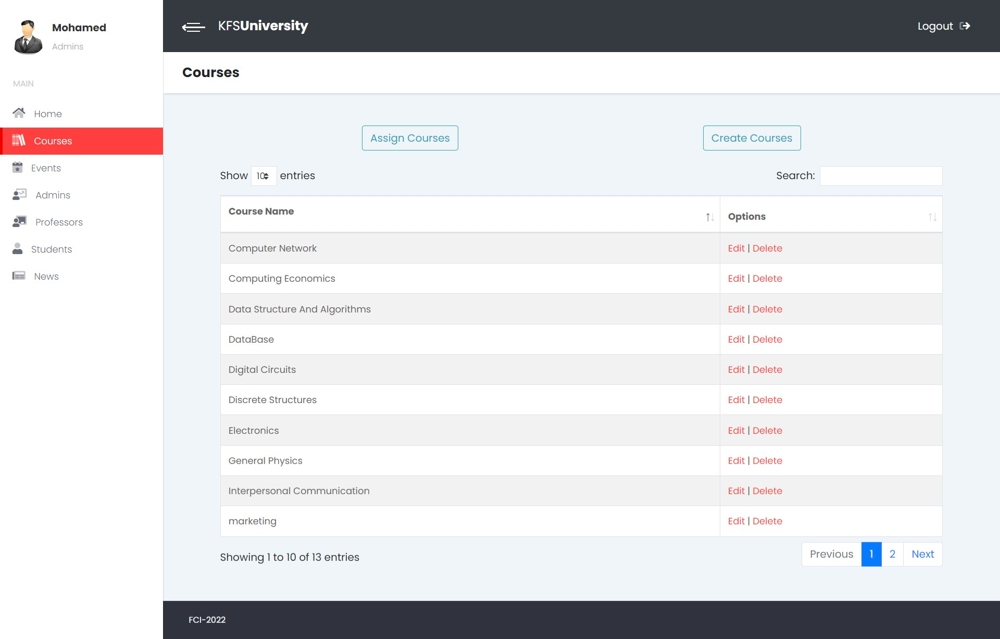 Mohamed
Admins
MAIN
Home
Courses
Events
Admins
Professors
Students
News
KFSUniversity
Logout
Courses
Assign Courses
Create Courses
Show 10 entries
Search:
Course Name
Options
Computer Network
Edit | Delete
Computing Economics
Edit | Delete
Data Structure And Algorithms
Edit | Delete
DataBase
Edit | Delete
Digital Circuits
Edit | Delete
Discrete Structures
Edit | Delete
Electronics
Edit | Delete
General Physics
Edit | Delete
Interpersonal Communication
Edit | Delete
marketing
Edit | Delete
Showing 1 to 10 of 13 entries
Previous 1 2 Next
FCI-2022